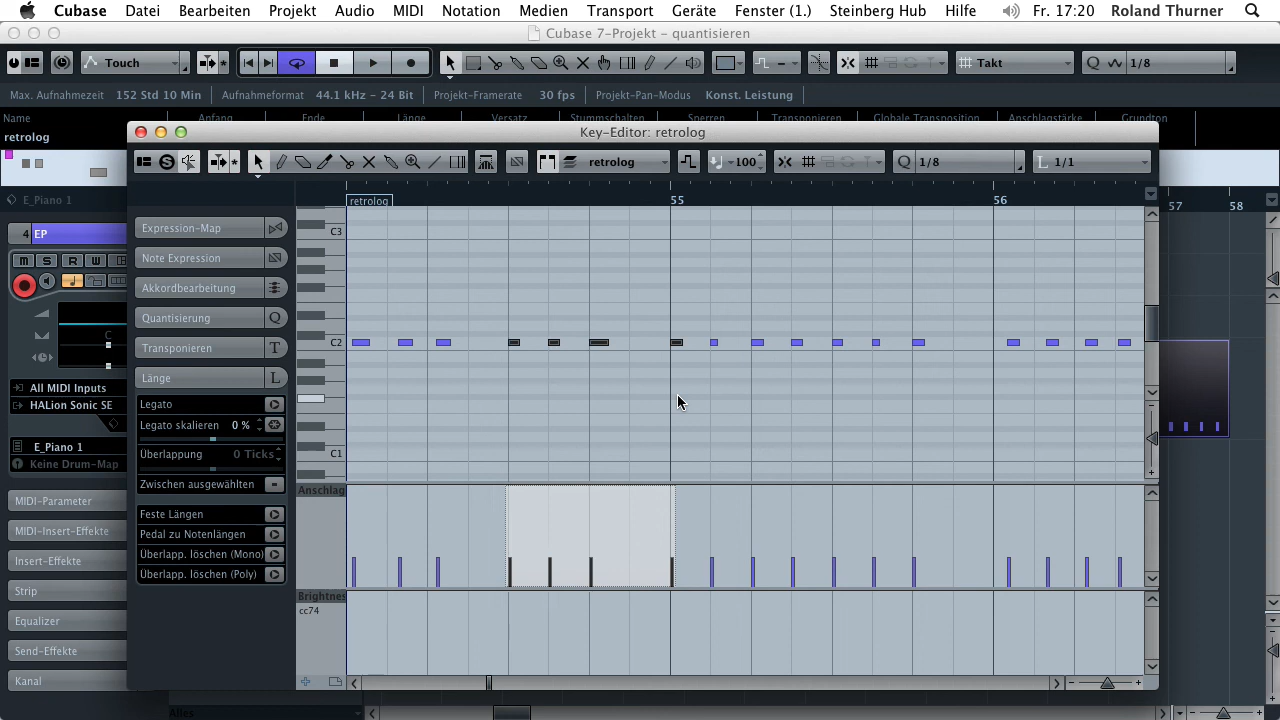 Cubase Datei Bearbeiten Projekt Audio MIDI Notation Medien Transport Geräte Fenster (1.) Steinberg Hub Hilfe Fr. 17:20 Roland Thurner
Cubase 7-Projekt – quantisieren
Touch Takt Q 1/8
Max. Aufnahmezeit 152 Std 10 Min Aufnahmeformat 44.1 kHz – 24 Bit Projekt-Framerate 30 fps Projekt-Pan-Modus Konst. Leistung
Name Anfang Ende Länge Versatz Sperren Stummschalten Transponieren Globale Transposition Anschlagstärke Grundton
retrolog
Key-Editor: retrolog
retrolog 100 Q 1/8 L 1/1
E_Piano 1
retrolog 55 56 57 58
4 EP
M S R W
C
All MIDI Inputs
HALion Sonic SE
E_Piano 1
Keine Drum-Map
MIDI-Parameter
MIDI-Insert-Effekte
Insert-Effekte
Strip
Equalizer
Send-Effekte
Kanal
Expression-Map
Note Expression
Akkordbearbeitung
Quantisierung Q
Transponieren T
Länge L
Legato
Legato skalieren 0 %
Überlappung 0 Ticks
Zwischen ausgewählten
Feste Längen
Pedal zu Notenlängen
Überlapp. löschen (Mono)
Überlapp. löschen (Poly)
C3
C2
C1
Anschlag
Brightnes
cc74
Alles